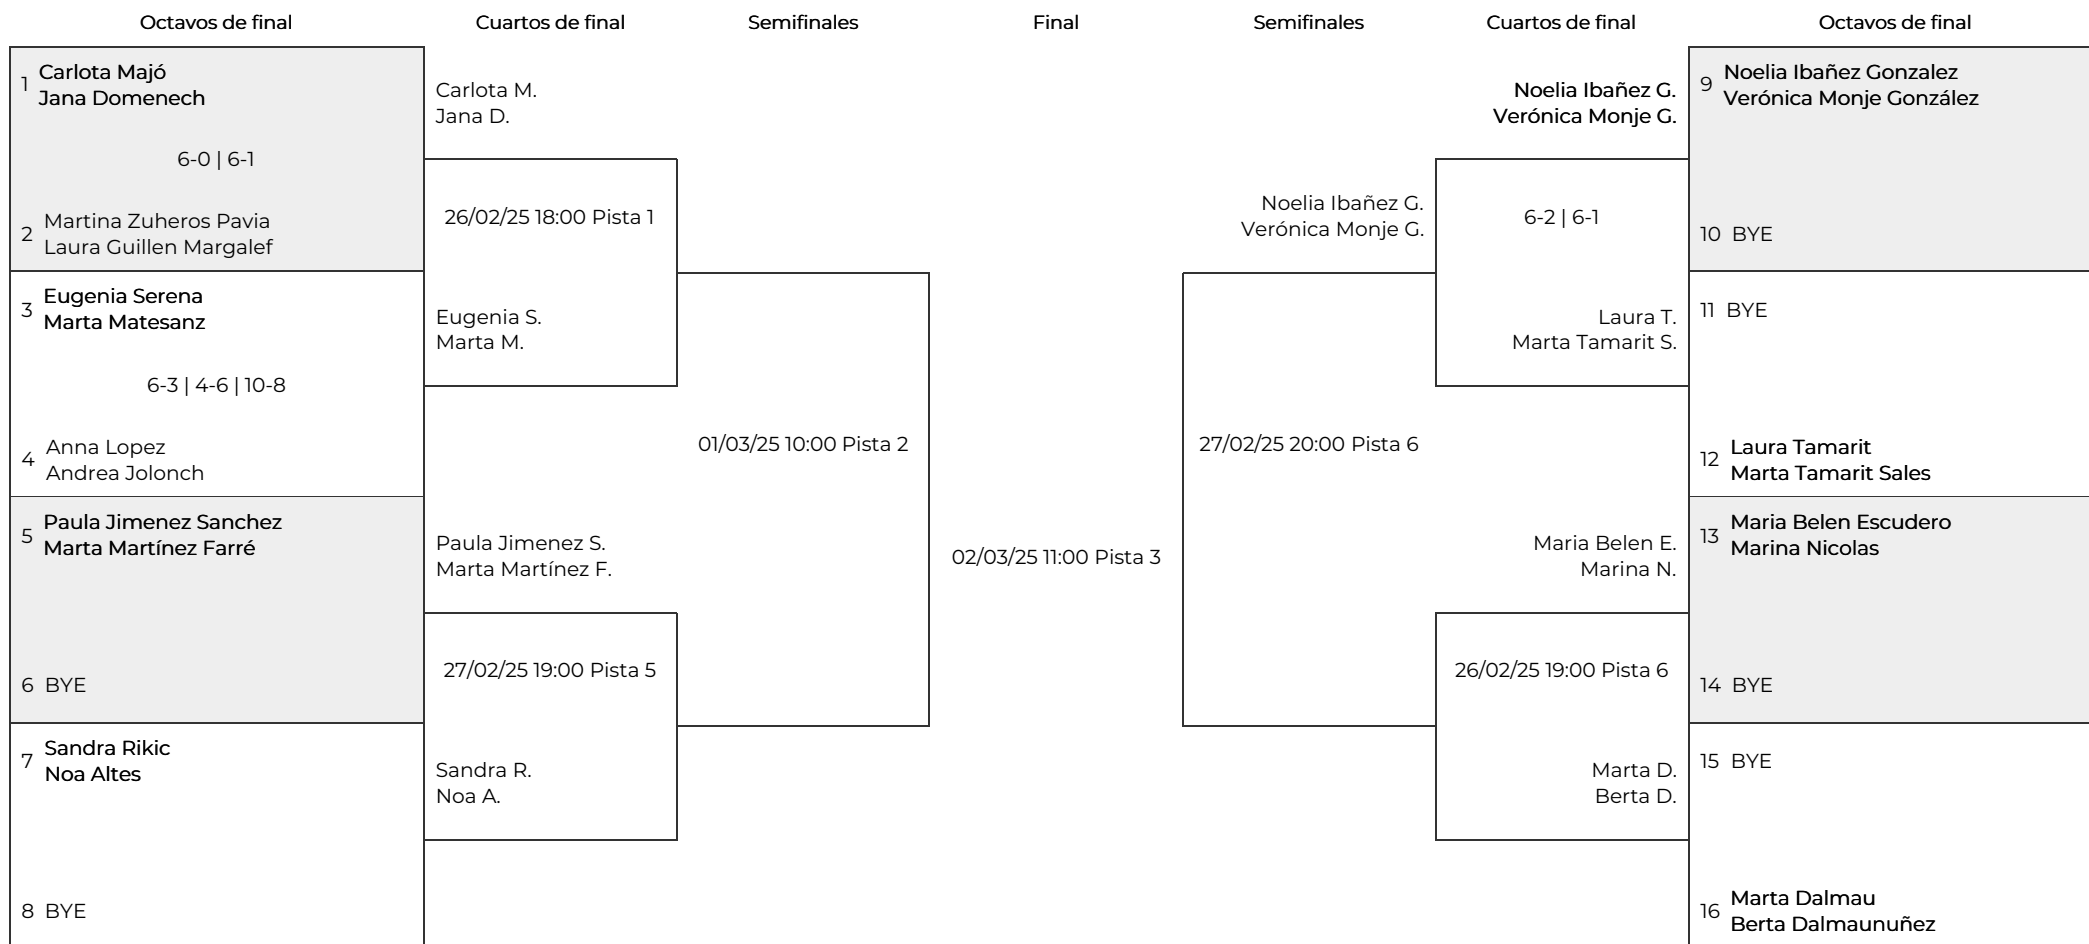 Octavos de final
Cuartos de final
Semifinales
Final
Semifinales
Cuartos de final
Octavos de final
1
Carlota Majó
Jana Domenech
6-0 | 6-1
2
Martina Zuheros Pavia
Laura Guillen Margalef
3
Eugenia Serena
Marta Matesanz
6-3 | 4-6 | 10-8
4
Anna Lopez
Andrea Jolonch
5
Paula Jimenez Sanchez
Marta Martínez Farré
6 BYE
7
Sandra Rikic
Noa Altes
8 BYE
Carlota M.
Jana D.
26/02/25 18:00 Pista 1
Eugenia S.
Marta M.
Paula Jimenez S.
Marta Martínez F.
27/02/25 19:00 Pista 5
Sandra R.
Noa A.
01/03/25 10:00 Pista 2
02/03/25 11:00 Pista 3
Noelia Ibañez G.
Verónica Monje G.
27/02/25 20:00 Pista 6
Noelia Ibañez G.
Verónica Monje G.
6-2 | 6-1
Laura T.
Marta Tamarit S.
Maria Belen E.
Marina N.
26/02/25 19:00 Pista 6
Marta D.
Berta D.
9
Noelia Ibañez Gonzalez
Verónica Monje González
10 BYE
11 BYE
12
Laura Tamarit
Marta Tamarit Sales
13
Maria Belen Escudero
Marina Nicolas
14 BYE
15 BYE
16
Marta Dalmau
Berta Dalmaunuñez